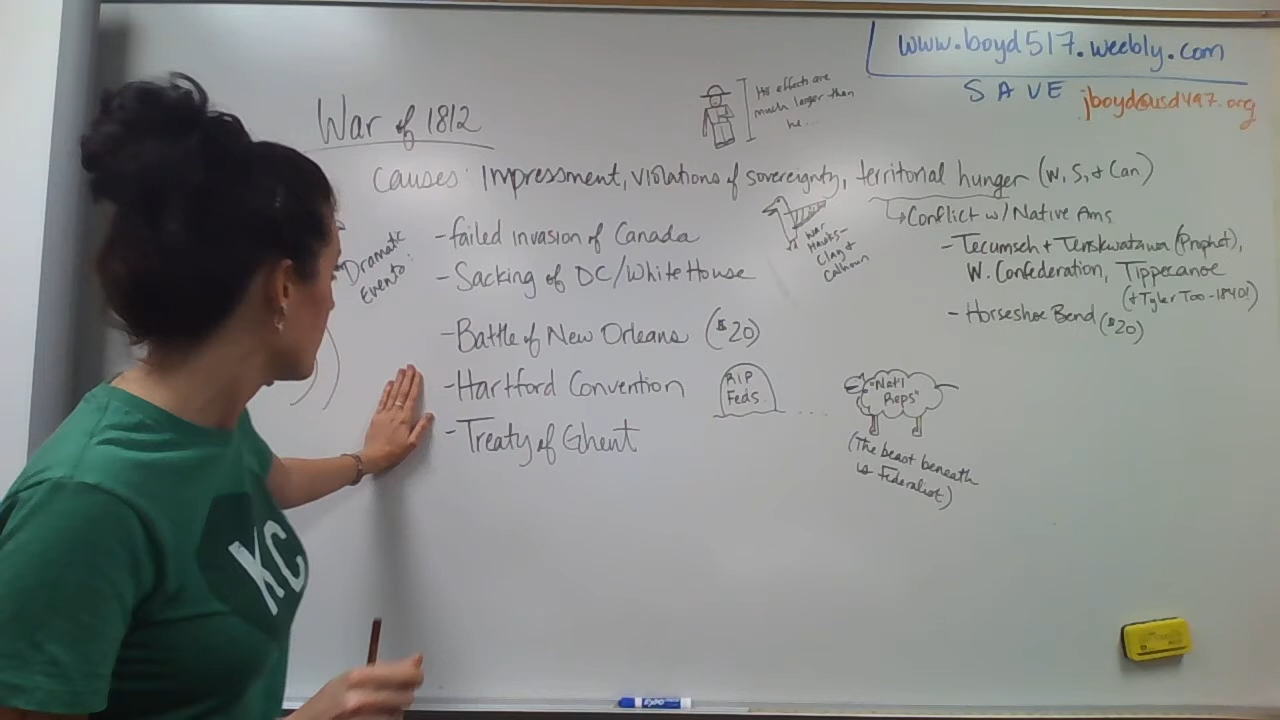 www.boyd517.weebly.com
SAVE
jboyd@usd497.org
War of 1812
His effects are
much larger than
he...
Causes: Impressment, violations of sovereignty, territorial hunger (W, S, + Can)
Conflict w/ Native Ams
- Tecumseh + Tenskwatawa (Prophet),
W. Confederation, Tippecanoe
(+ Tyler Too-1840!)
- Horseshoe Bend ($20)
War
Hawks-
Clay +
Calhoun
Dramatic
Events:
- failed invasion of Canada
- Sacking of DC/White House
- Battle of New Orleans ($20)
- Hartford Convention
- Treaty of Ghent
RIP
Feds
....
"Nat'l
Reps"
(The beast beneath
is Federalist)
KC
EXPO